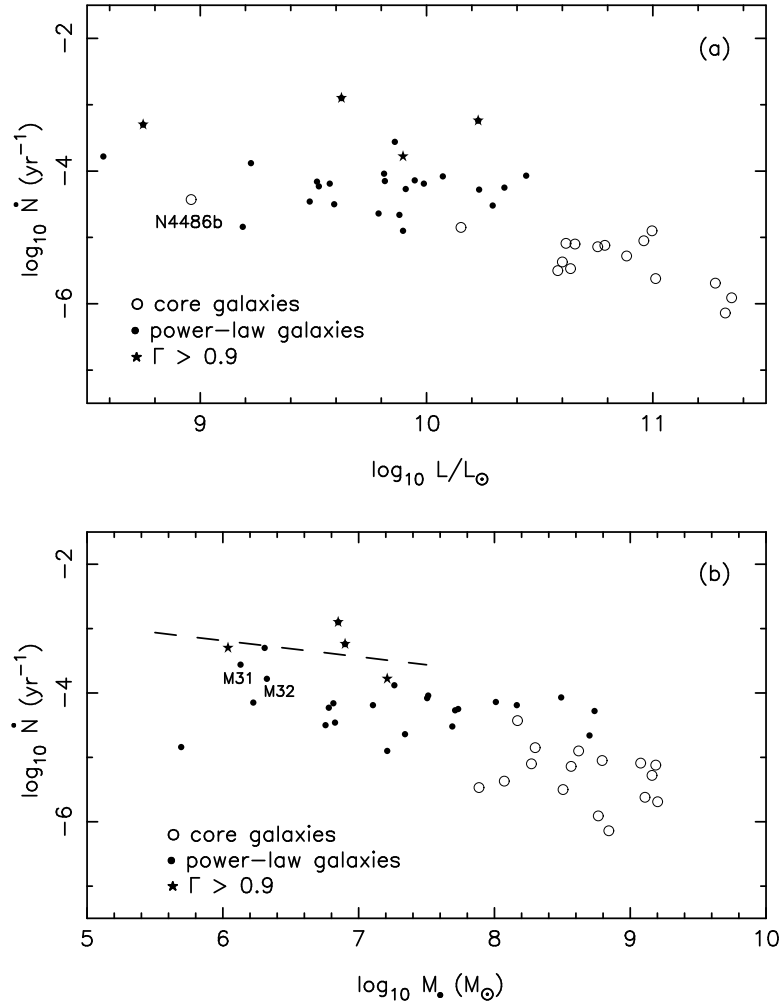 −2
(a)
−4
N4486b
log₁₀ Ṅ (yr⁻¹)
−6
core galaxies
power−law galaxies
Γ > 0.9
9 10 11
log₁₀ L/L⊙
−2
(b)
−4
M31
M32
log₁₀ Ṅ (yr⁻¹)
−6
core galaxies
power−law galaxies
Γ > 0.9
5 6 7 8 9 10
log₁₀ M• (M⊙)